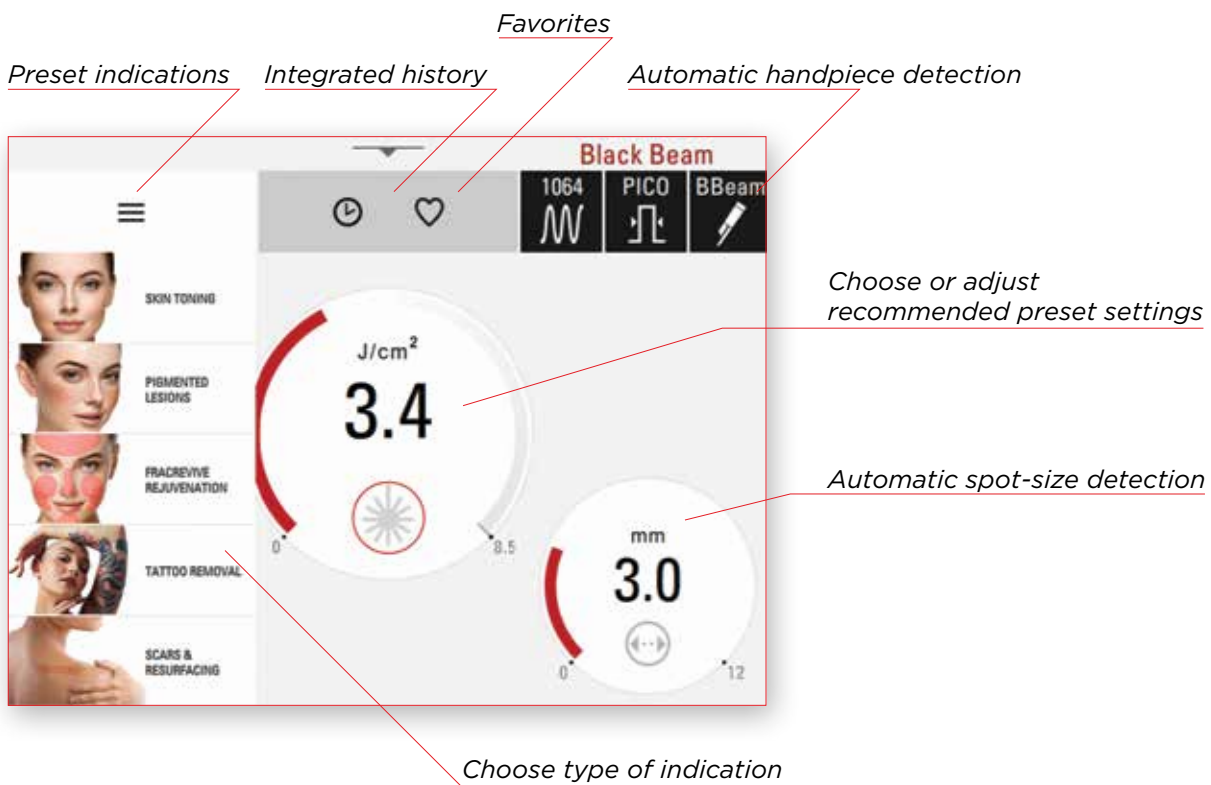 Favorites
Preset indications
Integrated history
Automatic handpiece detection
Black Beam
1064
PICO
BBeam
SKIN TONING
PIGMENTED
LESIONS
FRACREVIVE
REJUVENATION
TATTOO REMOVAL
SCARS &
RESURFACING
J/cm²
3.4
0
8.5
mm
3.0
0
12
Choose or adjust
recommended preset settings
Automatic spot-size detection
Choose type of indication